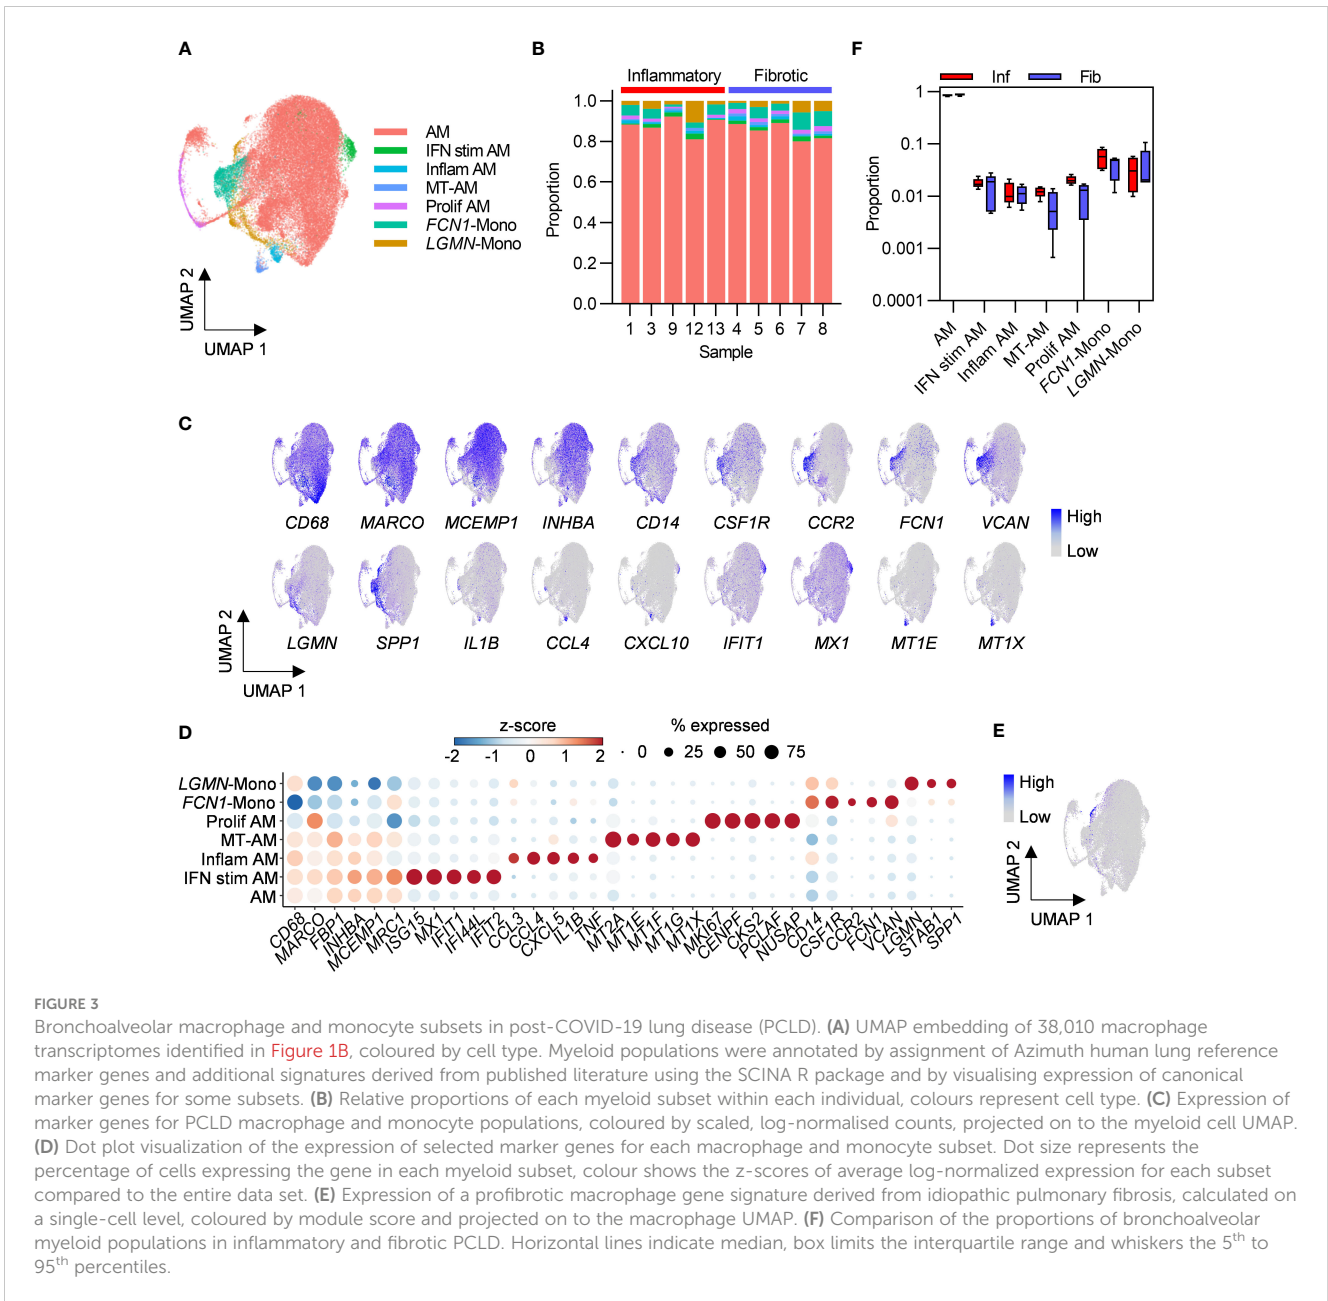 A
AM
IFN stim AM
Inflam AM
MT-AM
Prolif AM
FCN1-Mono
LGMN-Mono
UMAP 2
UMAP 1
B
Inflammatory Fibrotic
1.0
0.8
0.6
0.4
0.2
0.0
Proportion
1 3 9 12 13 4 5 6 7 8
Sample
F
Inf Fib
1
0.1
0.01
0.001
0.0001
Proportion
AM
IFN stim AM
Inflam AM
MT-AM
Prolif AM
FCN1-Mono
LGMN-Mono
C
CD68 MARCO MCEMP1 INHBA CD14 CSF1R CCR2 FCN1 VCAN
High
Low
LGMN SPP1 IL1B CCL4 CXCL10 IFIT1 MX1 MT1E MT1X
UMAP 2
UMAP 1
D
z-score
-2 -1 0 1 2
% expressed
0 25 50 75
LGMN-Mono
FCN1-Mono
Prolif AM
MT-AM
Inflam AM
IFN stim AM
AM
CD68 MARCO FBP1 INHBA MCEMP1 MRC1 ISG15 MX1 IFIT1 IFI44L IFIT2 CCL3 CCL4 CXCL5 IL1B TNF MT2A MT1E MT1F MT1G MT1X MKI67 CENPF CKS2 PCLAF NUSAP CD14 CSF1R CCR2 FCN1 VCAN LGMN STAB1 SPP1
E
High
Low
UMAP 2
UMAP 1
FIGURE 3
Bronchoalveolar macrophage and monocyte subsets in post-COVID-19 lung disease (PCLD). (A) UMAP embedding of 38,010 macrophage
transcriptomes identified in Figure 1B, coloured by cell type. Myeloid populations were annotated by assignment of Azimuth human lung reference
marker genes and additional signatures derived from published literature using the SCINA R package and by visualising expression of canonical
marker genes for some subsets. (B) Relative proportions of each myeloid subset within each individual, colours represent cell type. (C) Expression of
marker genes for PCLD macrophage and monocyte populations, coloured by scaled, log-normalised counts, projected on to the myeloid cell UMAP.
(D) Dot plot visualization of the expression of selected marker genes for each macrophage and monocyte subset. Dot size represents the
percentage of cells expressing the gene in each myeloid subset, colour shows the z-scores of average log-normalized expression for each subset
compared to the entire data set. (E) Expression of a profibrotic macrophage gene signature derived from idiopathic pulmonary fibrosis, calculated on
a single-cell level, coloured by module score and projected on to the macrophage UMAP. (F) Comparison of the proportions of bronchoalveolar
myeloid populations in inflammatory and fibrotic PCLD. Horizontal lines indicate median, box limits the interquartile range and whiskers the 5th to
95th percentiles.